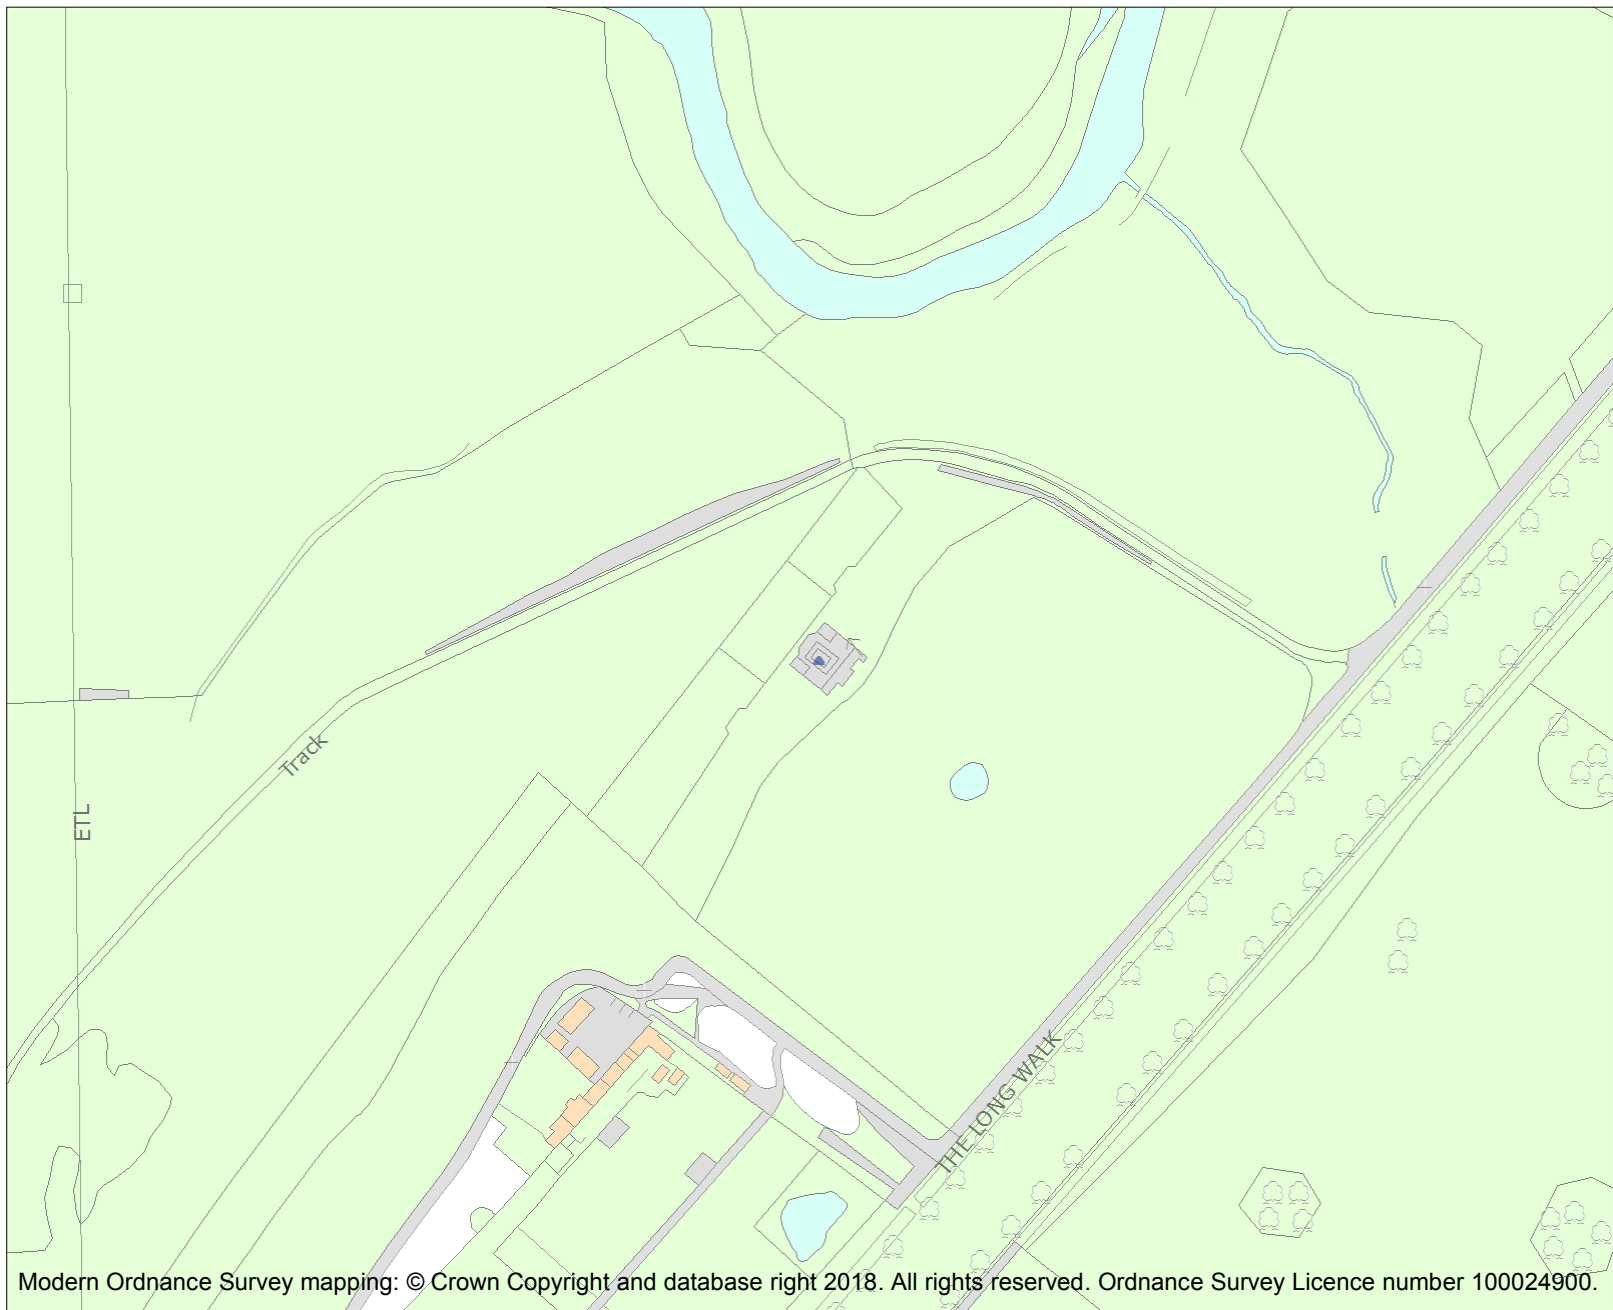 Track
ETL
THE LONG WALK
Modern Ordnance Survey mapping: © Crown Copyright and database right 2018. All rights reserved. Ordnance Survey Licence number 100024900.